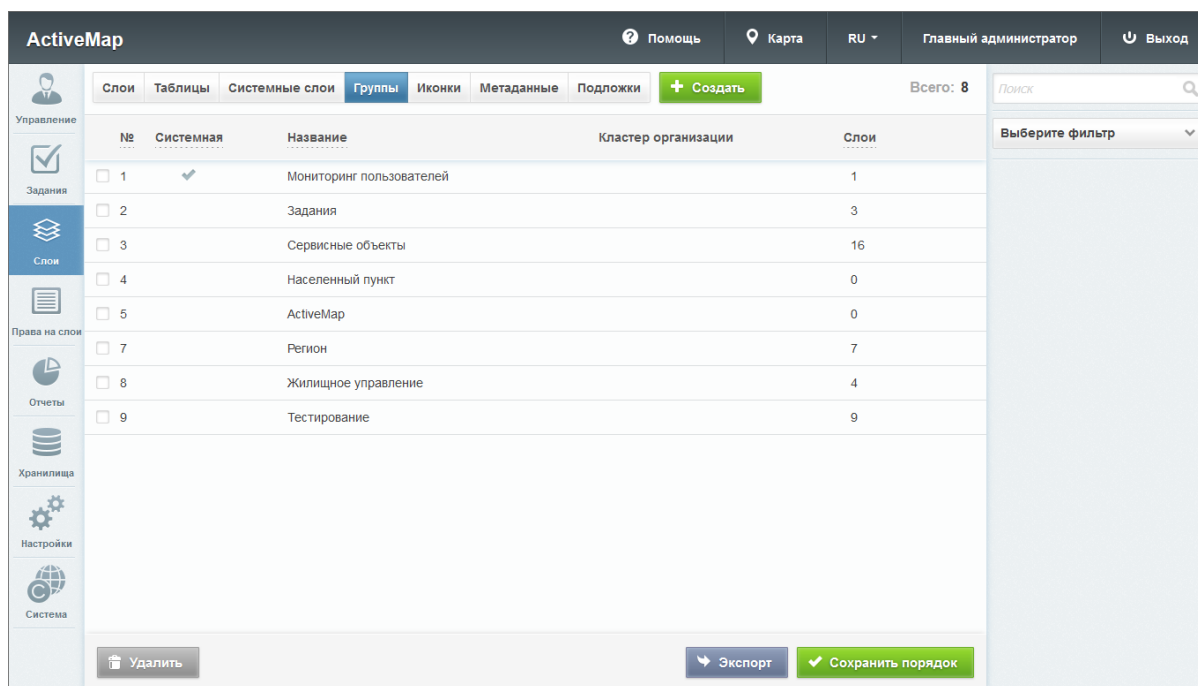 ActiveMap
Помощь
Карта
RU
Главный администратор
Выход
Управление
Задания
Слои
Права на слои
Отчеты
Хранилища
Настройки
Система
Слои Таблицы Системные слои Группы Иконки Метаданные Подложки Создать Всего: 8
№ Системная Название Кластер организации Слои
1 Мониторинг пользователей 1
2 Задания 3
3 Сервисные объекты 16
4 Населенный пункт 0
5 ActiveMap 0
7 Регион 7
8 Жилищное управление 4
9 Тестирование 9
Удалить Экспорт Сохранить порядок
Поиск
Выберите фильтр